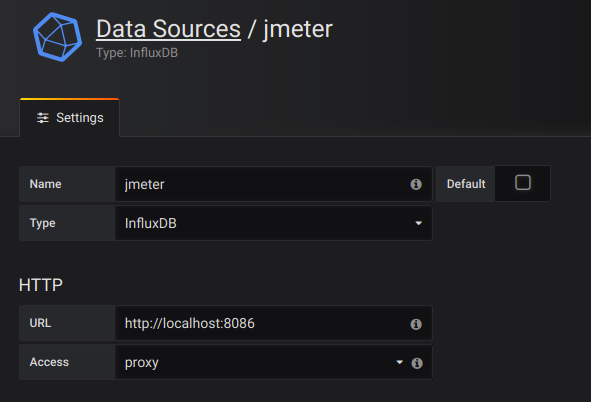 Data Sources / jmeter
Type: InfluxDB
Settings
Name jmeter Default
Type InfluxDB
HTTP
URL http://localhost:8086
Access proxy